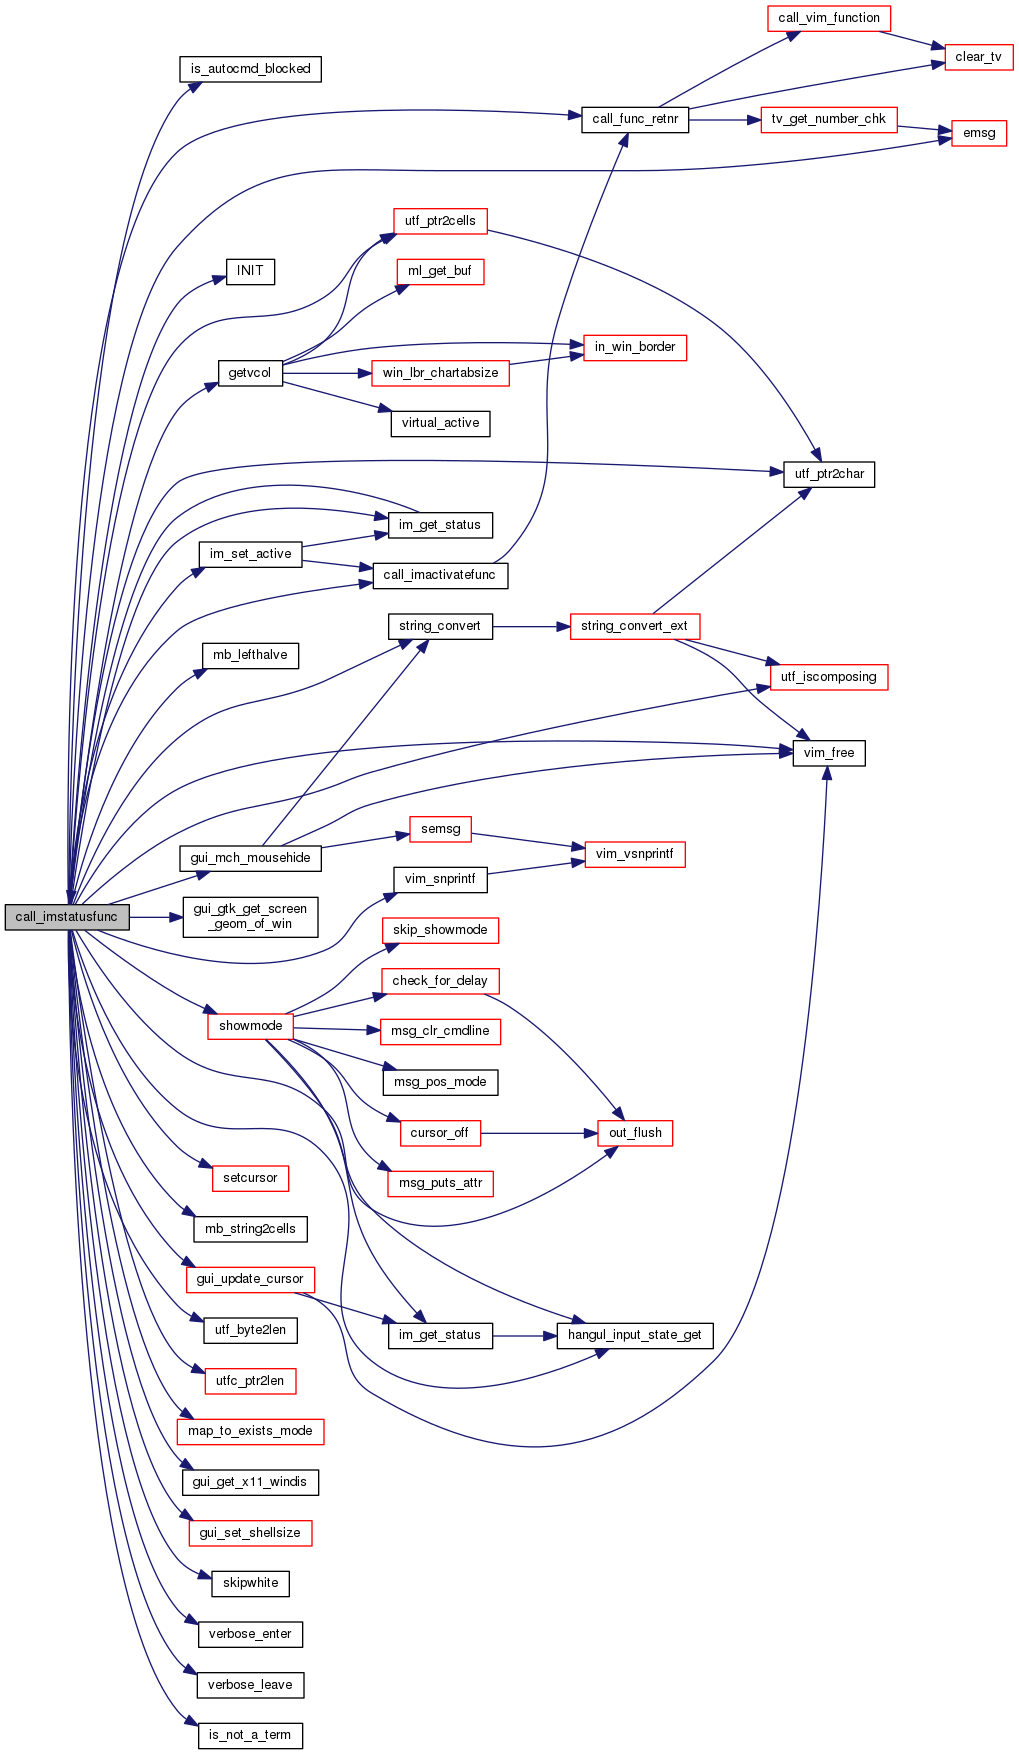 call_vim_function
clear_tv
is_autocmd_blocked
call_func_retnr
tv_get_number_chk
emsg
utf_ptr2cells
INIT
ml_get_buf
in_win_border
getvcol
win_lbr_chartabsize
virtual_active
utf_ptr2char
im_get_status
im_set_active
call_imactivatefunc
string_convert
string_convert_ext
mb_lefthalve
utf_iscomposing
vim_free
semsg
gui_mch_mousehide
vim_vsnprintf
vim_snprintf
call_imstatusfunc
gui_gtk_get_screen
_geom_of_win
skip_showmode
check_for_delay
showmode
msg_clr_cmdline
msg_pos_mode
cursor_off
out_flush
setcursor
msg_puts_attr
mb_string2cells
gui_update_cursor
utf_byte2len
im_get_status
hangul_input_state_get
utfc_ptr2len
map_to_exists_mode
gui_get_x11_windis
gui_set_shellsize
skipwhite
verbose_enter
verbose_leave
is_not_a_term